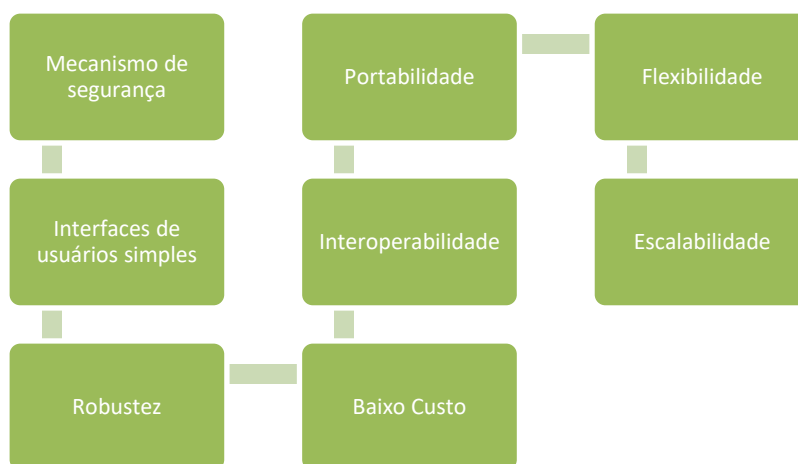 Mecanismo de
segurança
Interfaces de
usuários simples
Robustez
Baixo Custo
Interoperabilidade
Portabilidade
Flexibilidade
Escalabilidade